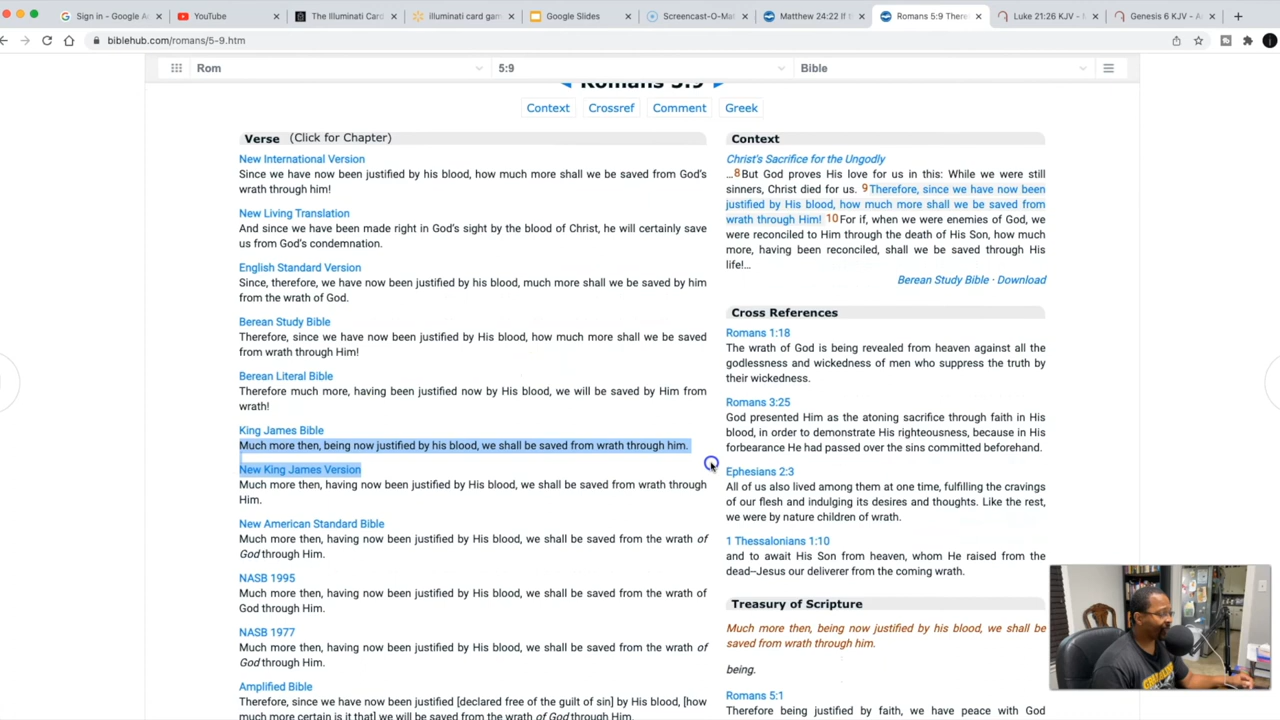 Sign in - Google Ac
YouTube
The Illuminati Card
illuminati card gam
Google Slides
Screencast-O-Mat
Matthew 24:22 If th
Romans 5:9 There
Luke 21:26 KJV -
Genesis 6 KJV - A
biblehub.com/romans/5-9.htm
Rom
5:9
Bible
Romans 5:9
Context
Crossref
Comment
Greek
Verse (Click for Chapter)
New International Version
Since we have now been justified by his blood, how much more shall we be saved from God's
wrath through him!
New Living Translation
And since we have been made right in God's sight by the blood of Christ, he will certainly save
us from God's condemnation.
English Standard Version
Since, therefore, we have now been justified by his blood, much more shall we be saved by him
from the wrath of God.
Berean Study Bible
Therefore, since we have now been justified by His blood, how much more shall we be saved
from wrath through Him!
Berean Literal Bible
Therefore much more, having been justified now by His blood, we will be saved by Him from
wrath!
King James Bible
Much more then, being now justified by his blood, we shall be saved from wrath through him.
New King James Version
Much more then, having now been justified by His blood, we shall be saved from wrath through
Him.
New American Standard Bible
Much more then, having now been justified by His blood, we shall be saved from the wrath of
God through Him.
NASB 1995
Much more then, having now been justified by His blood, we shall be saved from the wrath of
God through Him.
NASB 1977
Much more then, having now been justified by His blood, we shall be saved from the wrath of
God through Him.
Amplified Bible
Therefore, since we have now been justified [declared free of the guilt of sin] by His blood, [how
much more certain is it that] we will be saved from the wrath of God through Him.
Context
Christ's Sacrifice for the Ungodly
…8But God proves His love for us in this: While we were still
sinners, Christ died for us. 9Therefore, since we have now been
justified by His blood, how much more shall we be saved from
wrath through Him! 10For if, when we were enemies of God, we
were reconciled to Him through the death of His Son, how much
more, having been reconciled, shall we be saved through His
life!…
Berean Study Bible · Download
Cross References
Romans 1:18
The wrath of God is being revealed from heaven against all the
godlessness and wickedness of men who suppress the truth by
their wickedness.
Romans 3:25
God presented Him as the atoning sacrifice through faith in His
blood, in order to demonstrate His righteousness, because in His
forbearance He had passed over the sins committed beforehand.
Ephesians 2:3
All of us also lived among them at one time, fulfilling the cravings
of our flesh and indulging its desires and thoughts. Like the rest,
we were by nature children of wrath.
1 Thessalonians 1:10
and to await His Son from heaven, whom He raised from the
dead--Jesus our deliverer from the coming wrath.
Treasury of Scripture
Much more then, being now justified by his blood, we shall be
saved from wrath through him.
being.
Romans 5:1
Therefore being justified by faith, we have peace with God